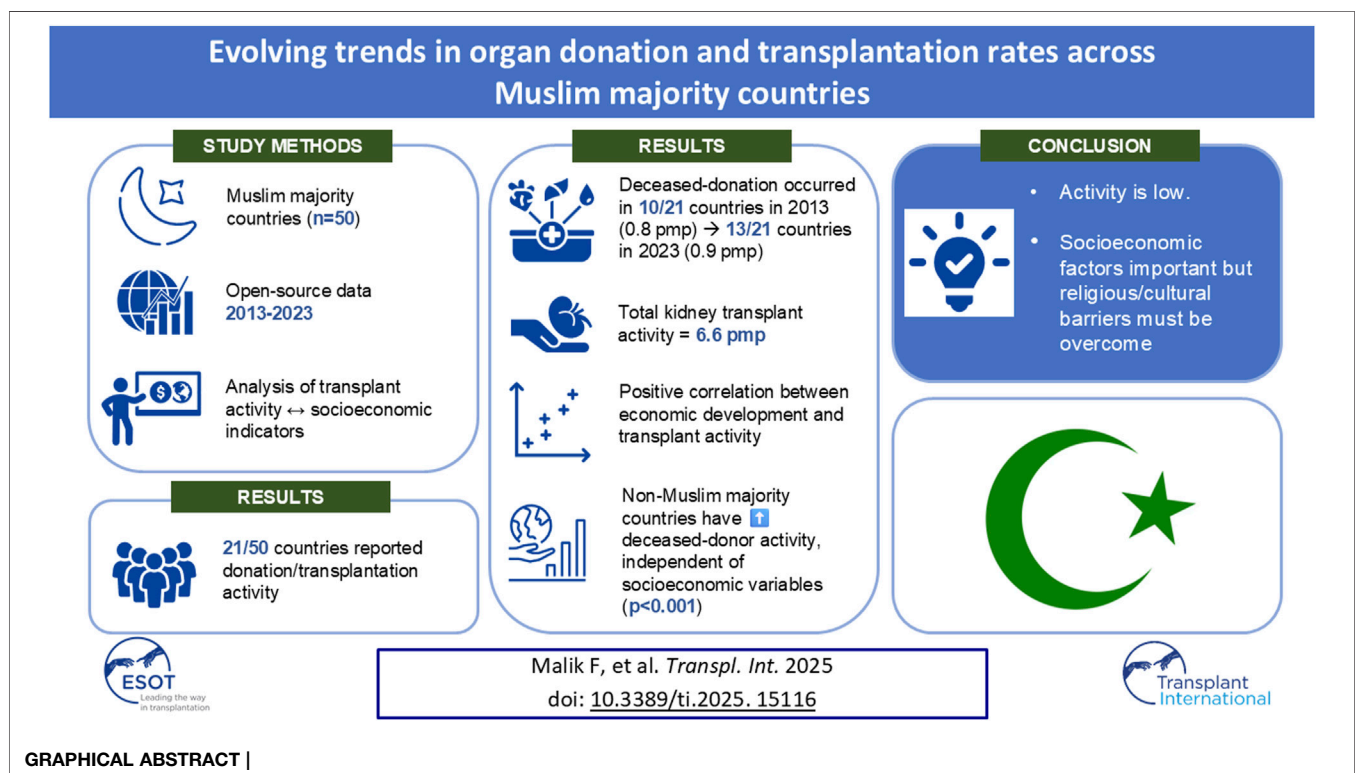 Evolving trends in organ donation and transplantation rates across
Muslim majority countries
STUDY METHODS
Muslim majority
countries (n=50)
Open-source data
2013-2023
Analysis of transplant
activity ↔ socioeconomic
indicators
RESULTS
21/50 countries reported
donation/transplantation
activity
RESULTS
Deceased-donation occurred
in 10/21 countries in 2013
(0.8 pmp) → 13/21 countries
in 2023 (0.9 pmp)
Total kidney transplant
activity = 6.6 pmp
Positive correlation between
economic development and
transplant activity
Non-Muslim majority
countries have ⬆
deceased-donor activity,
independent of
socioeconomic variables
(p<0.001)
CONCLUSION
• Activity is low.
• Socioeconomic
factors important but
religious/cultural
barriers must be
overcome
ESOT
Leading the way
in transplantation
Malik F, et al. Transpl. Int. 2025
doi: 10.3389/ti.2025. 15116
Transplant
International
GRAPHICAL ABSTRACT |